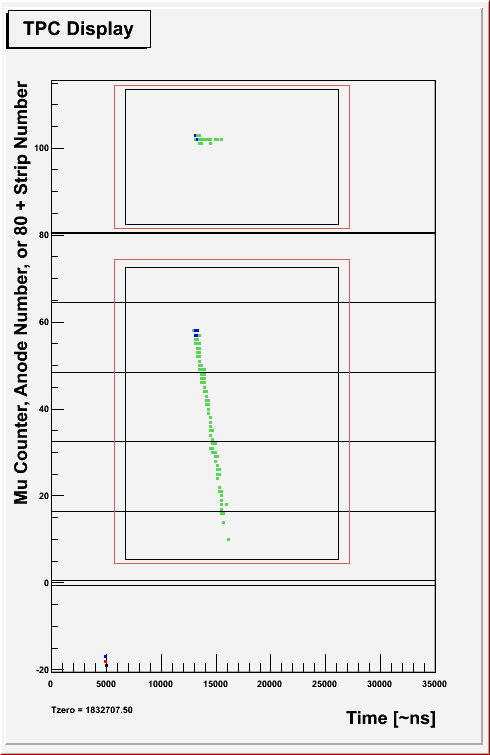 TPC Display
Mu Counter, Anode Number, or 80 + Strip Number
100
80
60
40
20
0
-20
0 5000 10000 15000 20000 25000 30000 35000
Tzero = 1832707.50
Time [~ns]